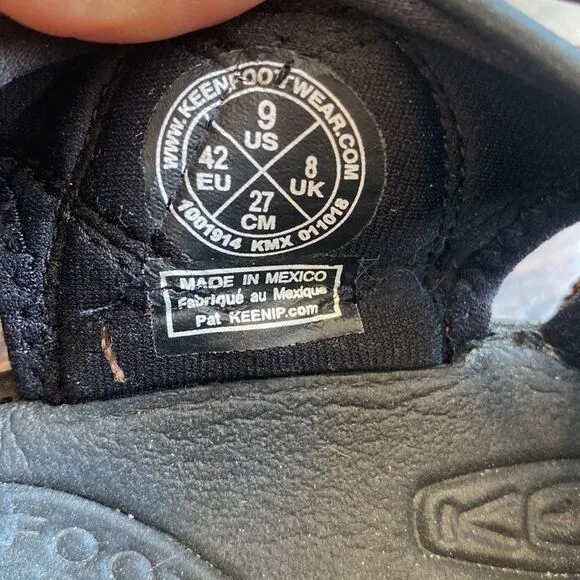 WWW.KEENFOOTWEAR.COM
9
US
42
EU
8
UK
27
CM
1001914 KMX 011018
MADE IN MEXICO
Fabriqué au Mexique
Pat KEENIP.com
FOO